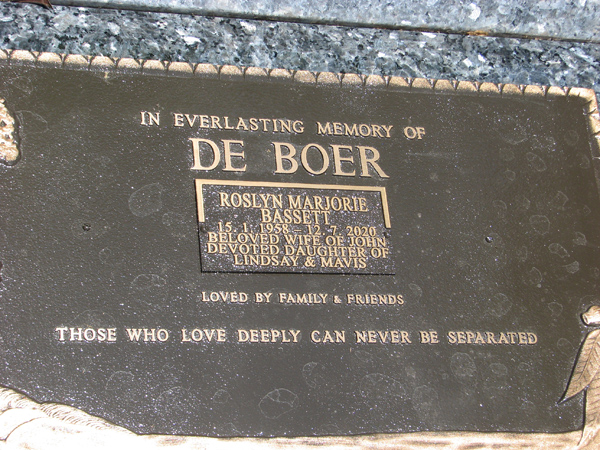 IN EVERLASTING MEMORY OF
DE BOER
ROSLYN MARJORIE
BASSETT
15. 1. 1958 – 12. 7. 2020
BELOVED WIFE OF JOHN
DEVOTED DAUGHTER OF
LINDSAY & MAVIS
LOVED BY FAMILY & FRIENDS
THOSE WHO LOVE DEEPLY CAN NEVER BE SEPARATED